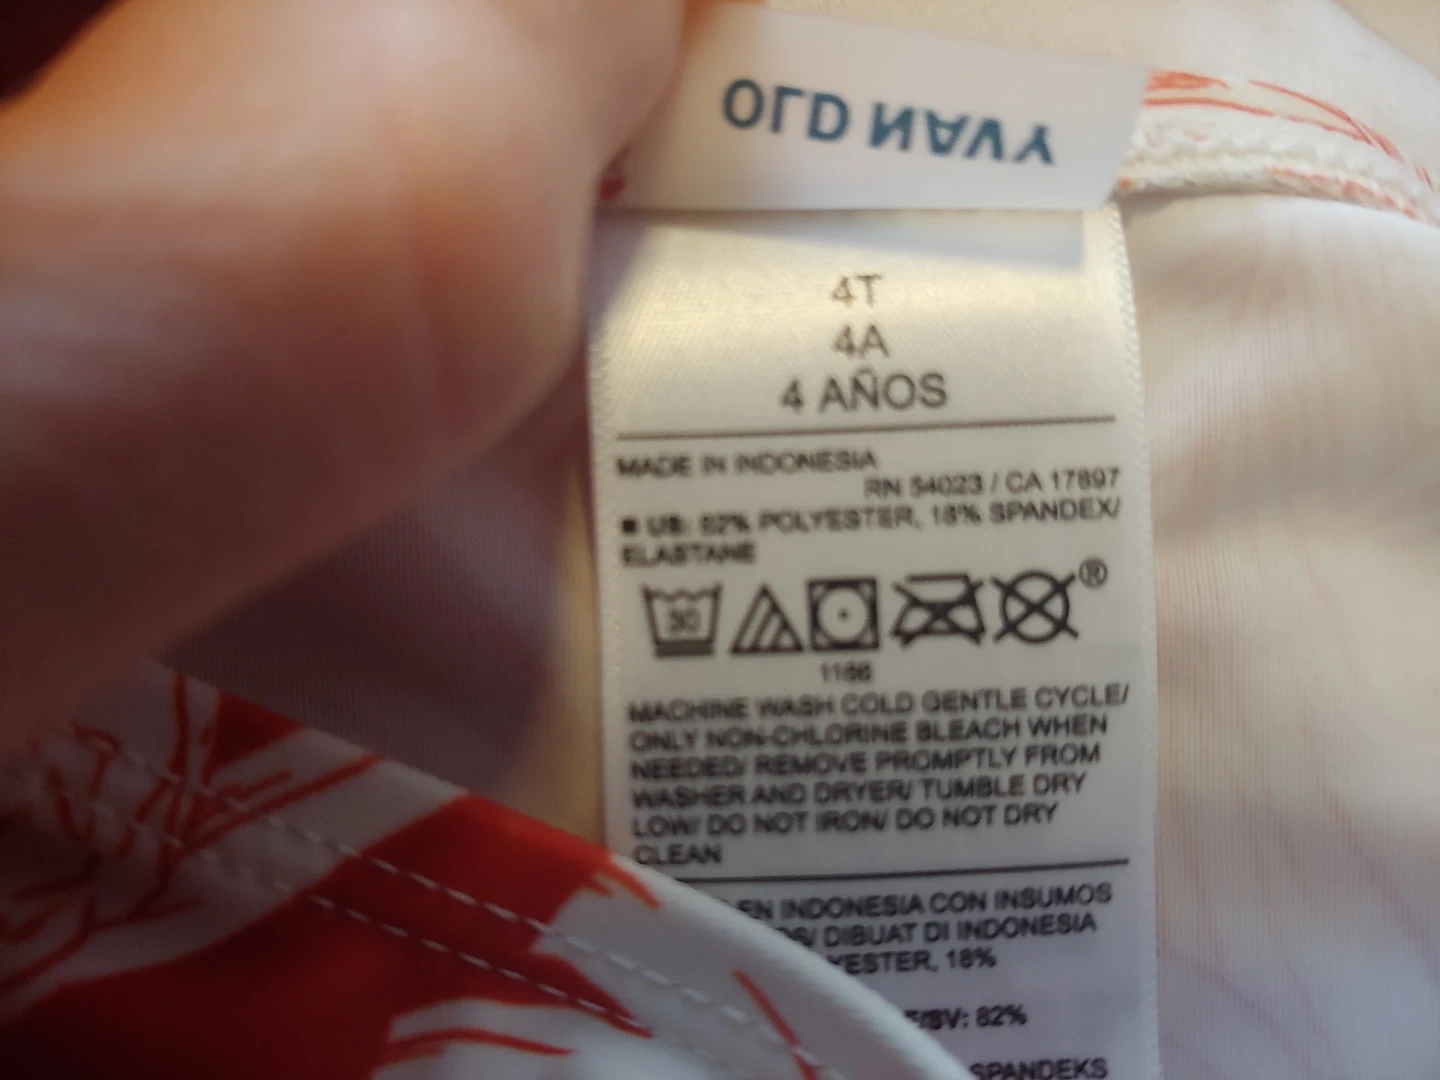 OLD NAVY
4T
4A
4 AÑOS
MADE IN INDONESIA
RN 54023 / CA 17897
■ US: 82% POLYESTER, 18% SPANDEX/
ELASTANE
30
®
1166
MACHINE WASH COLD GENTLE CYCLE/
ONLY NON-CHLORINE BLEACH WHEN
NEEDED/ REMOVE PROMPTLY FROM
WASHER AND DRYER/ TUMBLE DRY
LOW/ DO NOT IRON/ DO NOT DRY
CLEAN
EN INDONESIA CON INSUMOS
DIBUAT DI INDONESIA
YESTER, 18%
/SV: 82%
SPANDEKS